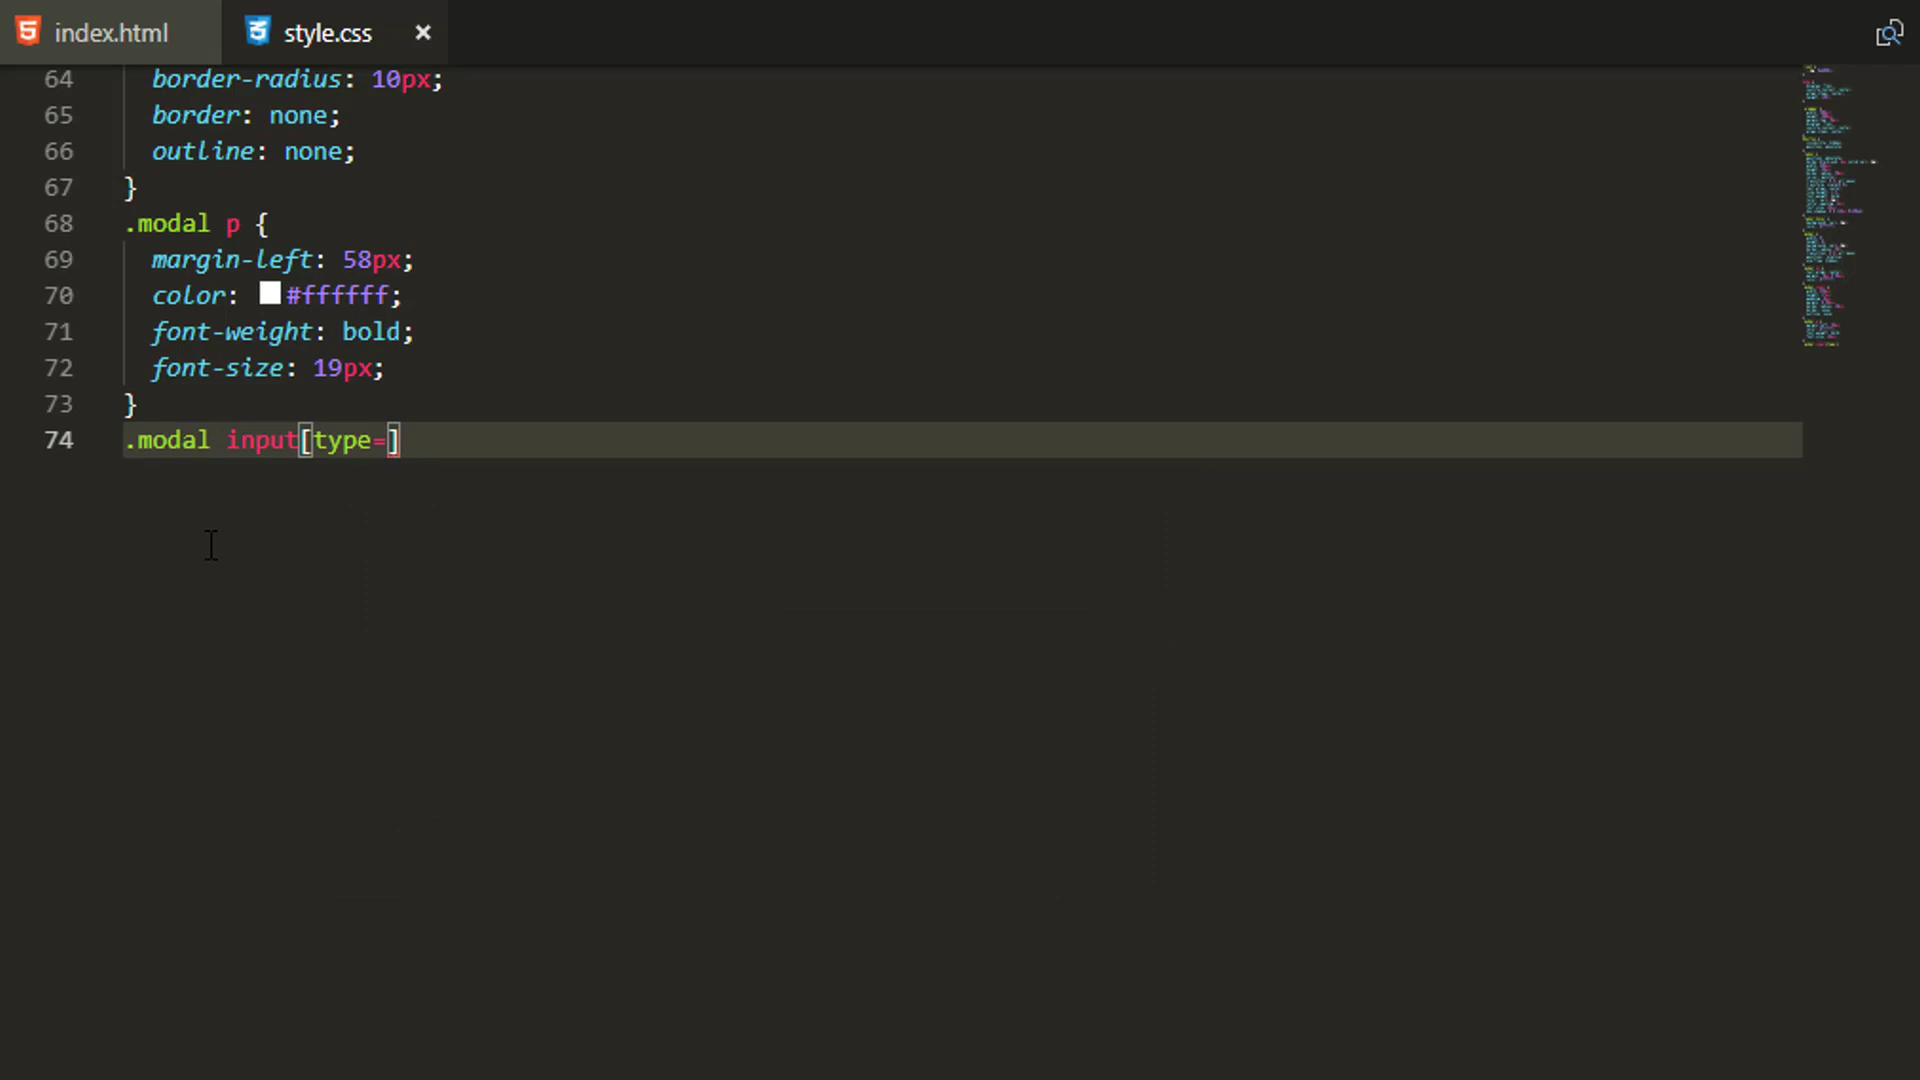 index.html style.css ×
64 border-radius: 10px;
65 border: none;
66 outline: none;
67 }
68 .modal p {
69 margin-left: 58px;
70 color: #ffffff;
71 font-weight: bold;
72 font-size: 19px;
73 }
74 .modal input[type=]